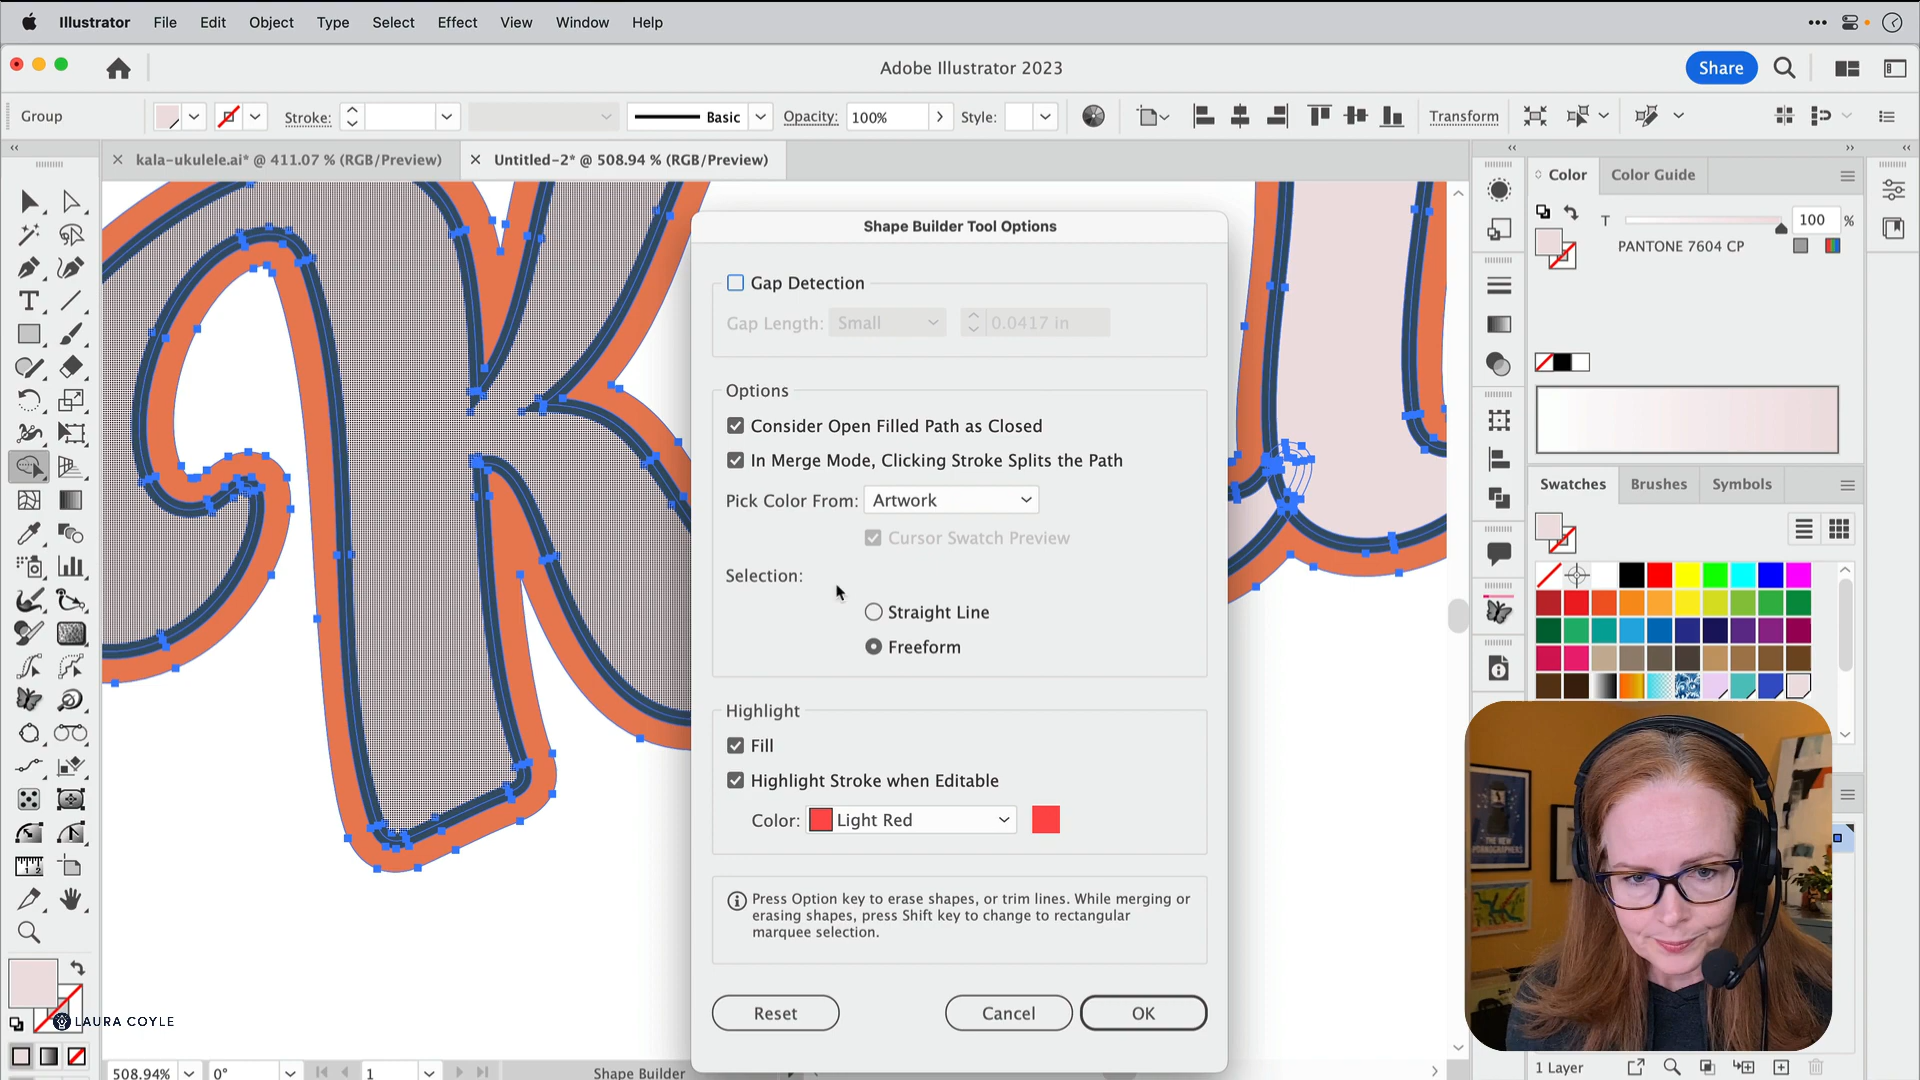 Illustrator File Edit Object Type Select Effect View Window Help
Adobe Illustrator 2023
Share
Group
Stroke:
Basic
Opacity: 100%
Style:
Transform
kala-ukulele.ai* @ 411.07 % (RGB/Preview)
Untitled-2* @ 508.94 % (RGB/Preview)
Shape Builder Tool Options
Gap Detection
Gap Length: Small 0.0417 in
Options
Consider Open Filled Path as Closed
In Merge Mode, Clicking Stroke Splits the Path
Pick Color From: Artwork
Cursor Swatch Preview
Selection:
Straight Line
Freeform
Highlight
Fill
Highlight Stroke when Editable
Color: Light Red
Press Option key to erase shapes, or trim lines. While merging or
erasing shapes, press Shift key to change to rectangular
marquee selection.
Reset Cancel OK
Color Color Guide
T 100 %
PANTONE 7604 CP
Swatches Brushes Symbols
LAURA COYLE
508.94% 0° 1 Shape Builder
1 Layer